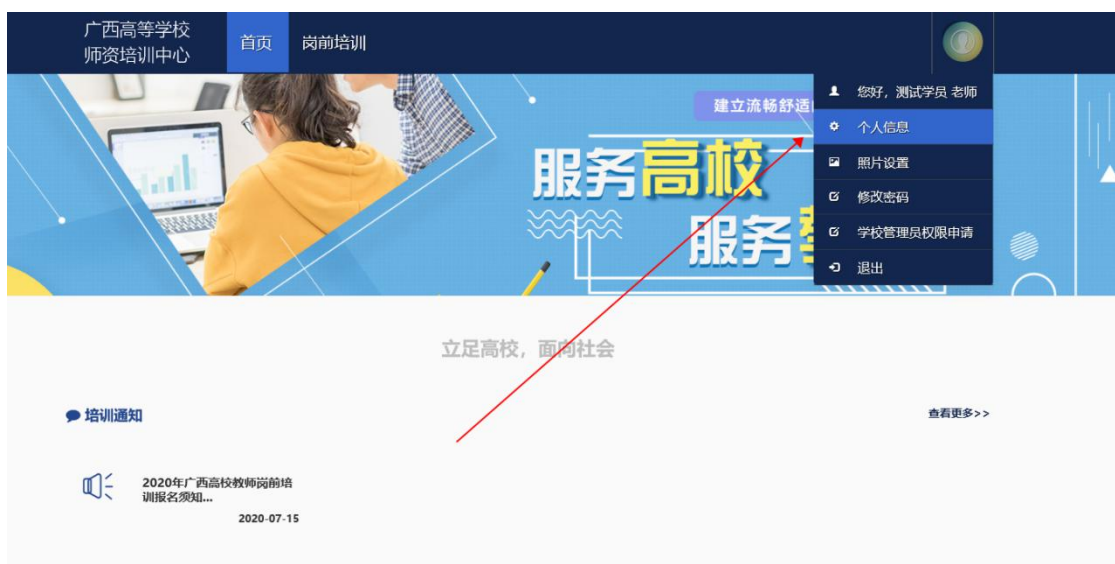 广西高等学校
师资培训中心
首页
岗前培训
您好，测试学员 老师
个人信息
照片设置
修改密码
学校管理员权限申请
退出
建立流畅舒适
服务高校
服务
立足高校，面向社会
培训通知
查看更多>>
2020年广西高校教师岗前培
训报名须知...
2020-07-15